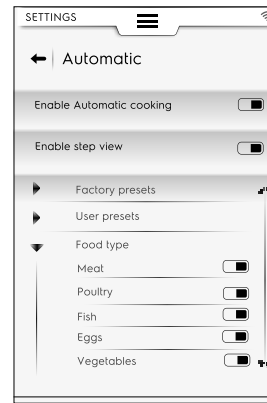 SETTINGS
Automatic
Enable Automatic cooking
Enable step view
Factory presets
User presets
Food type
Meat
Poultry
Fish
Eggs
Vegetables